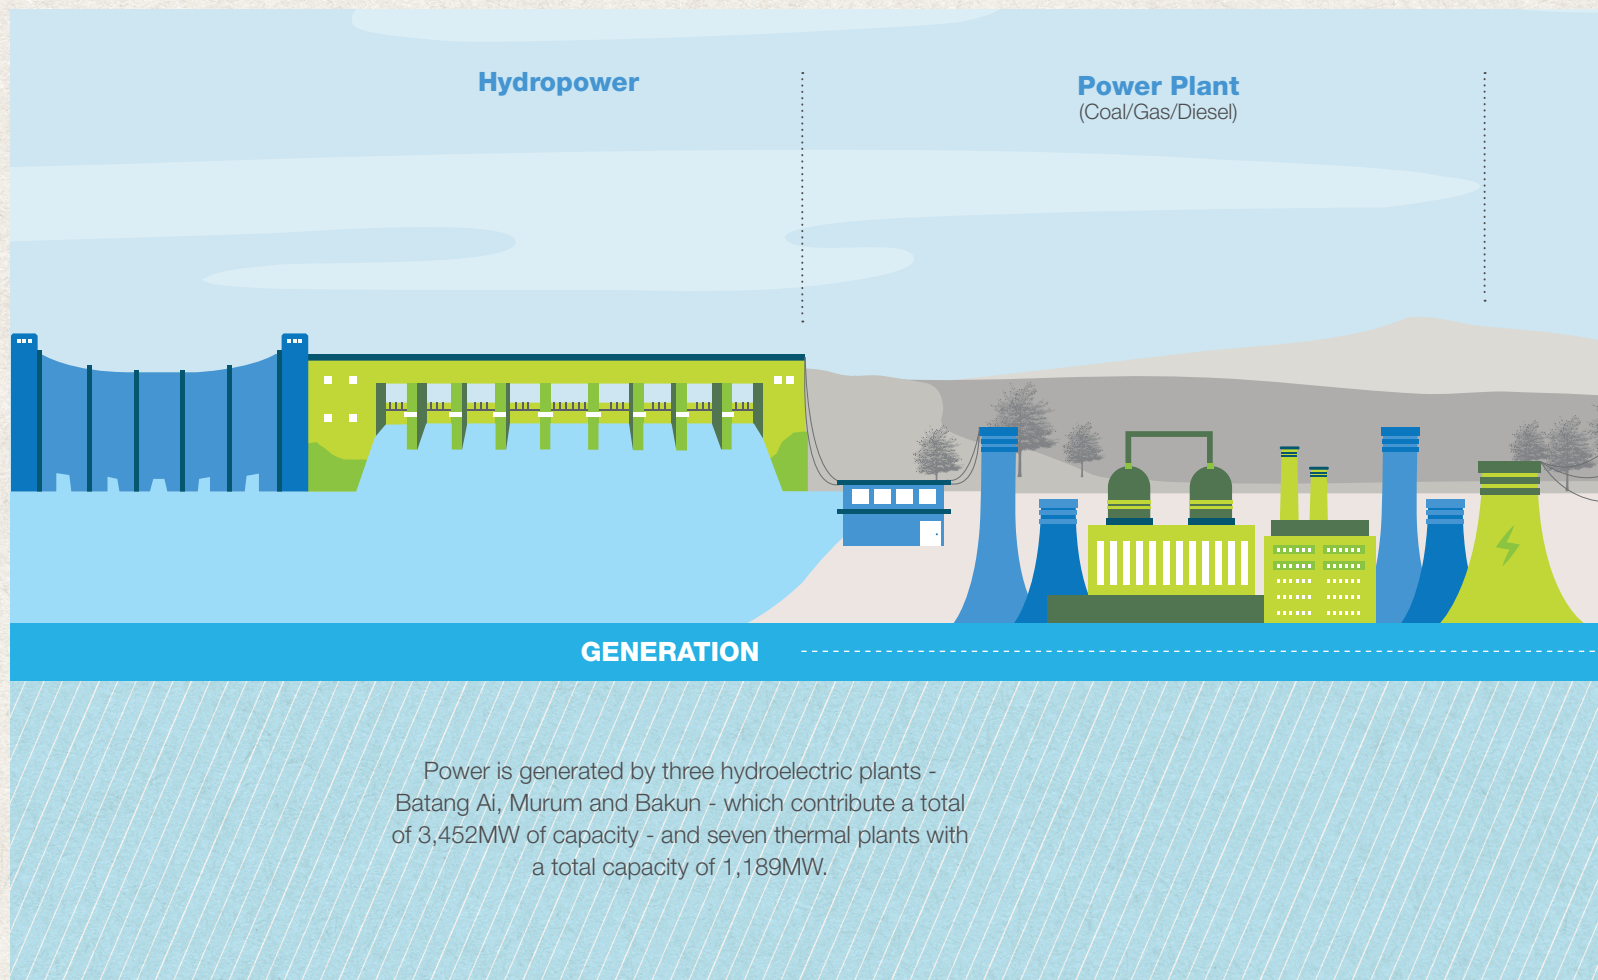 Hydropower
Power Plant
(Coal/Gas/Diesel)
GENERATION
Power is generated by three hydroelectric plants -
Batang Ai, Murum and Bakun - which contribute a total
of 3,452MW of capacity - and seven thermal plants with
a total capacity of 1,189MW.